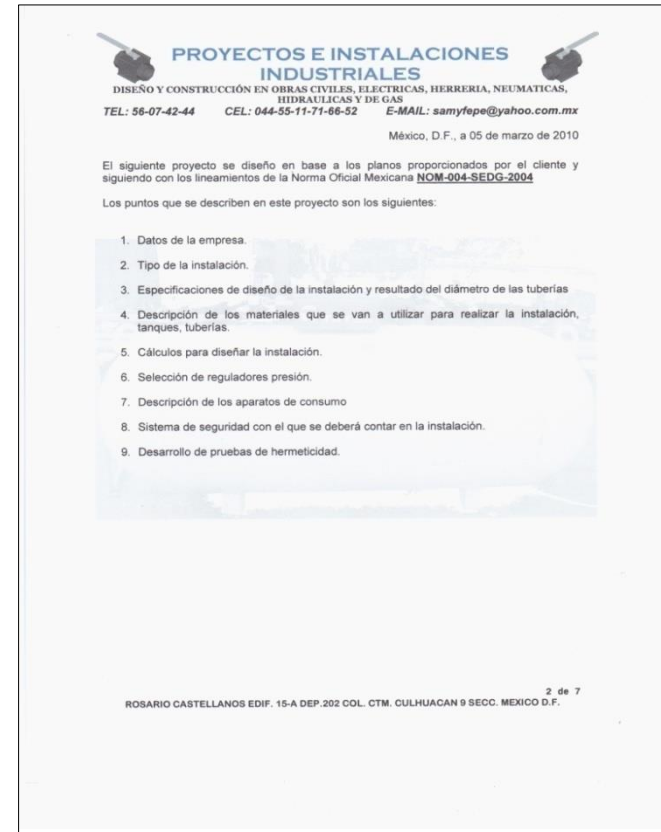 PROYECTOS E INSTALACIONES
INDUSTRIALES
DISEÑO Y CONSTRUCCIÓN EN OBRAS CIVILES, ELECTRICAS, HERRERIA, NEUMATICAS,
HIDRAULICAS Y DE GAS
TEL: 56-07-42-44 CEL: 044-55-11-71-66-52 E-MAIL: samyfepe@yahoo.com.mx
México, D.F., a 05 de marzo de 2010
El siguiente proyecto se diseño en base a los planos proporcionados por el cliente y
siguiendo con los lineamientos de la Norma Oficial Mexicana NOM-004-SEDG-2004
Los puntos que se describen en este proyecto son los siguientes:
1. Datos de la empresa.
2. Tipo de la instalación.
3. Especificaciones de diseño de la instalación y resultado del diámetro de las tuberías
4. Descripción de los materiales que se van a utilizar para realizar la instalación,
tanques, tuberías.
5. Cálculos para diseñar la instalación.
6. Selección de reguladores presión.
7. Descripción de los aparatos de consumo
8. Sistema de seguridad con el que se deberá contar en la instalación.
9. Desarrollo de pruebas de hermeticidad.
2 de 7
ROSARIO CASTELLANOS EDIF. 15-A DEP.202 COL. CTM. CULHUACAN 9 SECC. MEXICO D.F.